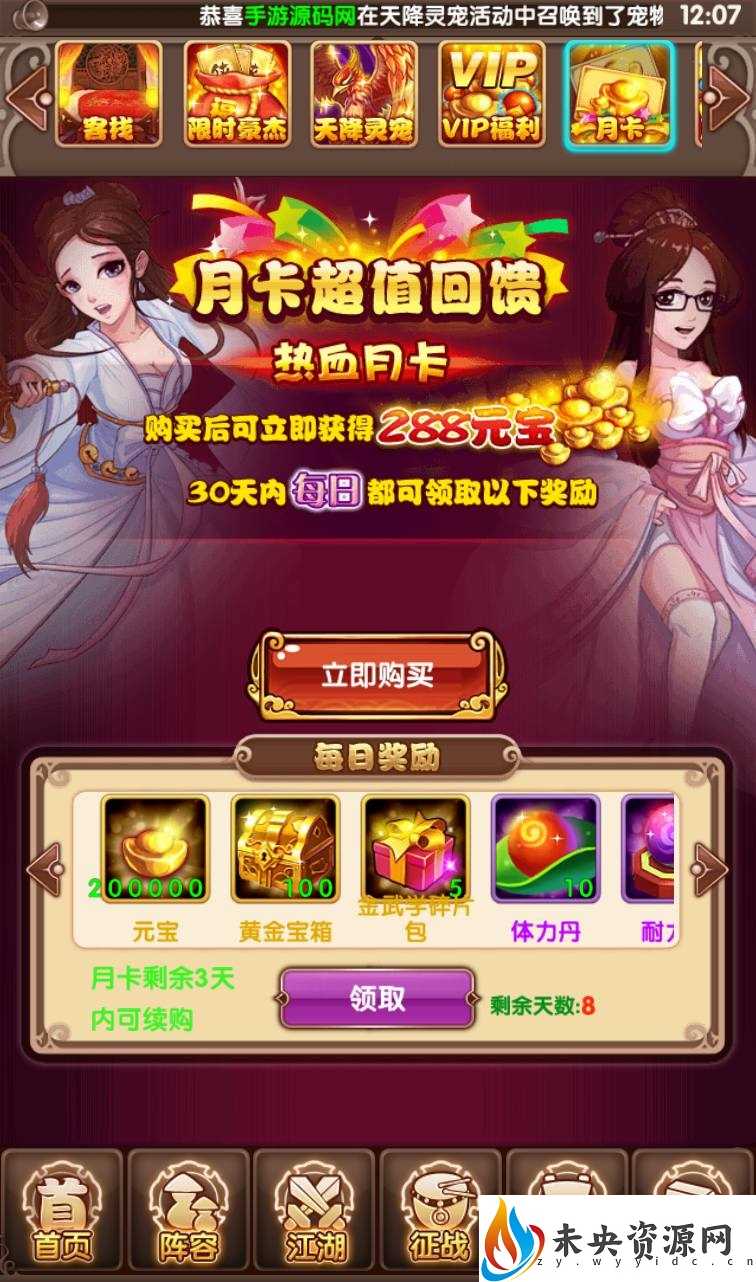 恭喜手游源码网在天降灵宠活动中召唤到了宠物 12:07
客栈 限时豪杰 天降灵宠 VIP VIP福利 月卡
月卡超值回馈
热血月卡
购买后可立即获得288元宝
30天内每日都可领取以下奖励
立即购买
每日奖励
200000 100 5 10
元宝 黄金宝箱 金武学碎片包 体力丹 耐力
月卡剩余3天
内可续购
领取
剩余天数:8
首
首页 阵容 江湖 征战
未央资源网
zy.wyyidc.cn